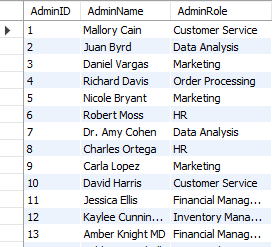 AdminID AdminName AdminRole
1 Mallory Cain Customer Service
2 Juan Byrd Data Analysis
3 Daniel Vargas Marketing
4 Richard Davis Order Processing
5 Nicole Bryant Marketing
6 Robert Moss HR
7 Dr. Amy Cohen Data Analysis
8 Charles Ortega HR
9 Carla Lopez Marketing
10 David Harris Customer Service
11 Jessica Ellis Financial Manag...
12 Kaylee Cunnin... Inventory Mana...
13 Amber Knight MD Financial Manag...